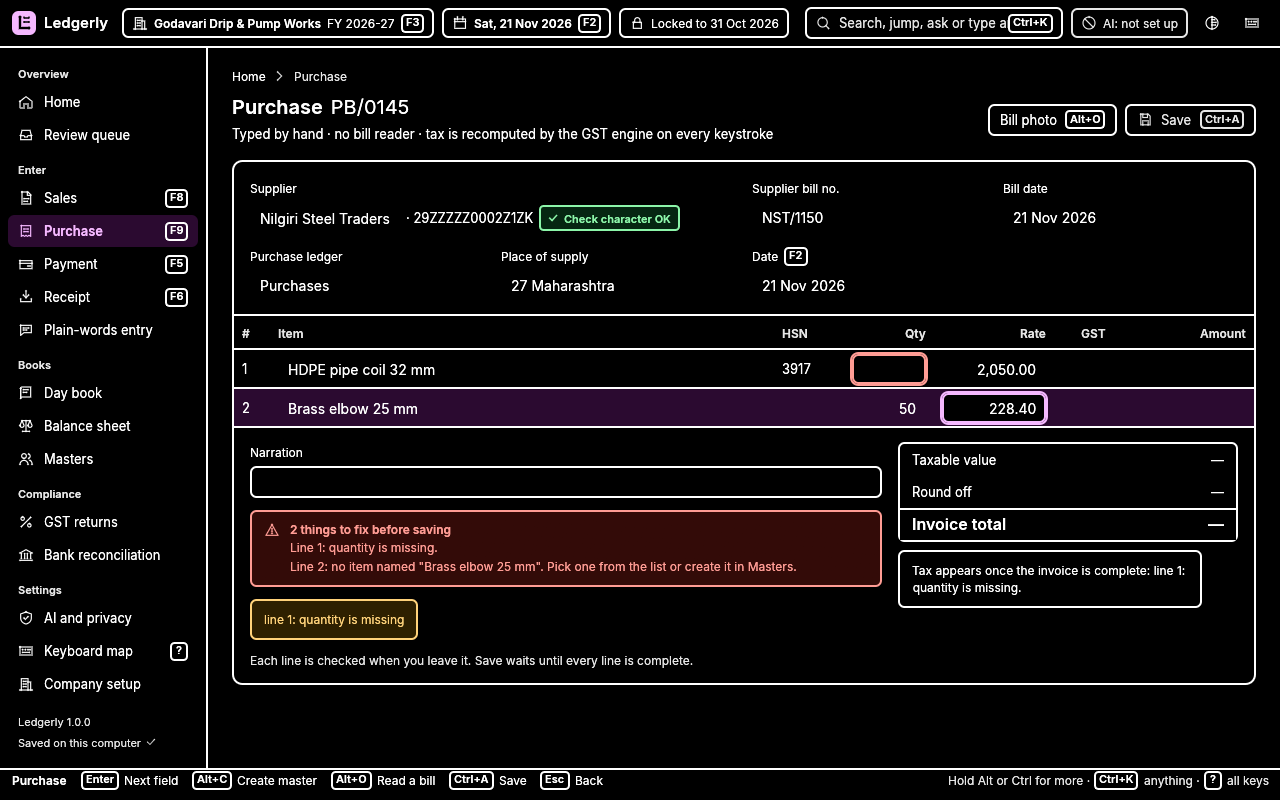 Ledgerly
Godavari Drip & Pump Works FY 2026-27 F3
Sat, 21 Nov 2026 F2
Locked to 31 Oct 2026
Search, jump, ask or type a Ctrl+K
AI: not set up
Overview
Home
Review queue
Enter
Sales F8
Purchase F9
Payment F5
Receipt F6
Plain-words entry
Books
Day book
Balance sheet
Masters
Compliance
GST returns
Bank reconciliation
Settings
AI and privacy
Keyboard map ?
Company setup
Ledgerly 1.0.0
Saved on this computer
Home Purchase
Purchase PB/0145
Typed by hand · no bill reader · tax is recomputed by the GST engine on every keystroke
Bill photo Alt+O
Save Ctrl+A
Supplier Supplier bill no. Bill date
Nilgiri Steel Traders · 29ZZZZZ0002Z1ZK Check character OK NST/1150 21 Nov 2026
Purchase ledger Place of supply Date F2
Purchases 27 Maharashtra 21 Nov 2026
# Item HSN Qty Rate GST Amount
1 HDPE pipe coil 32 mm 3917 2,050.00
2 Brass elbow 25 mm 50 228.40
Narration
2 things to fix before saving
Line 1: quantity is missing.
Line 2: no item named "Brass elbow 25 mm". Pick one from the list or create it in Masters.
line 1: quantity is missing
Each line is checked when you leave it. Save waits until every line is complete.
Taxable value —
Round off —
Invoice total —
Tax appears once the invoice is complete: line 1:
quantity is missing.
Purchase Enter Next field Alt+C Create master Alt+O Read a bill Ctrl+A Save Esc Back
Hold Alt or Ctrl for more · Ctrl+K anything · ? all keys